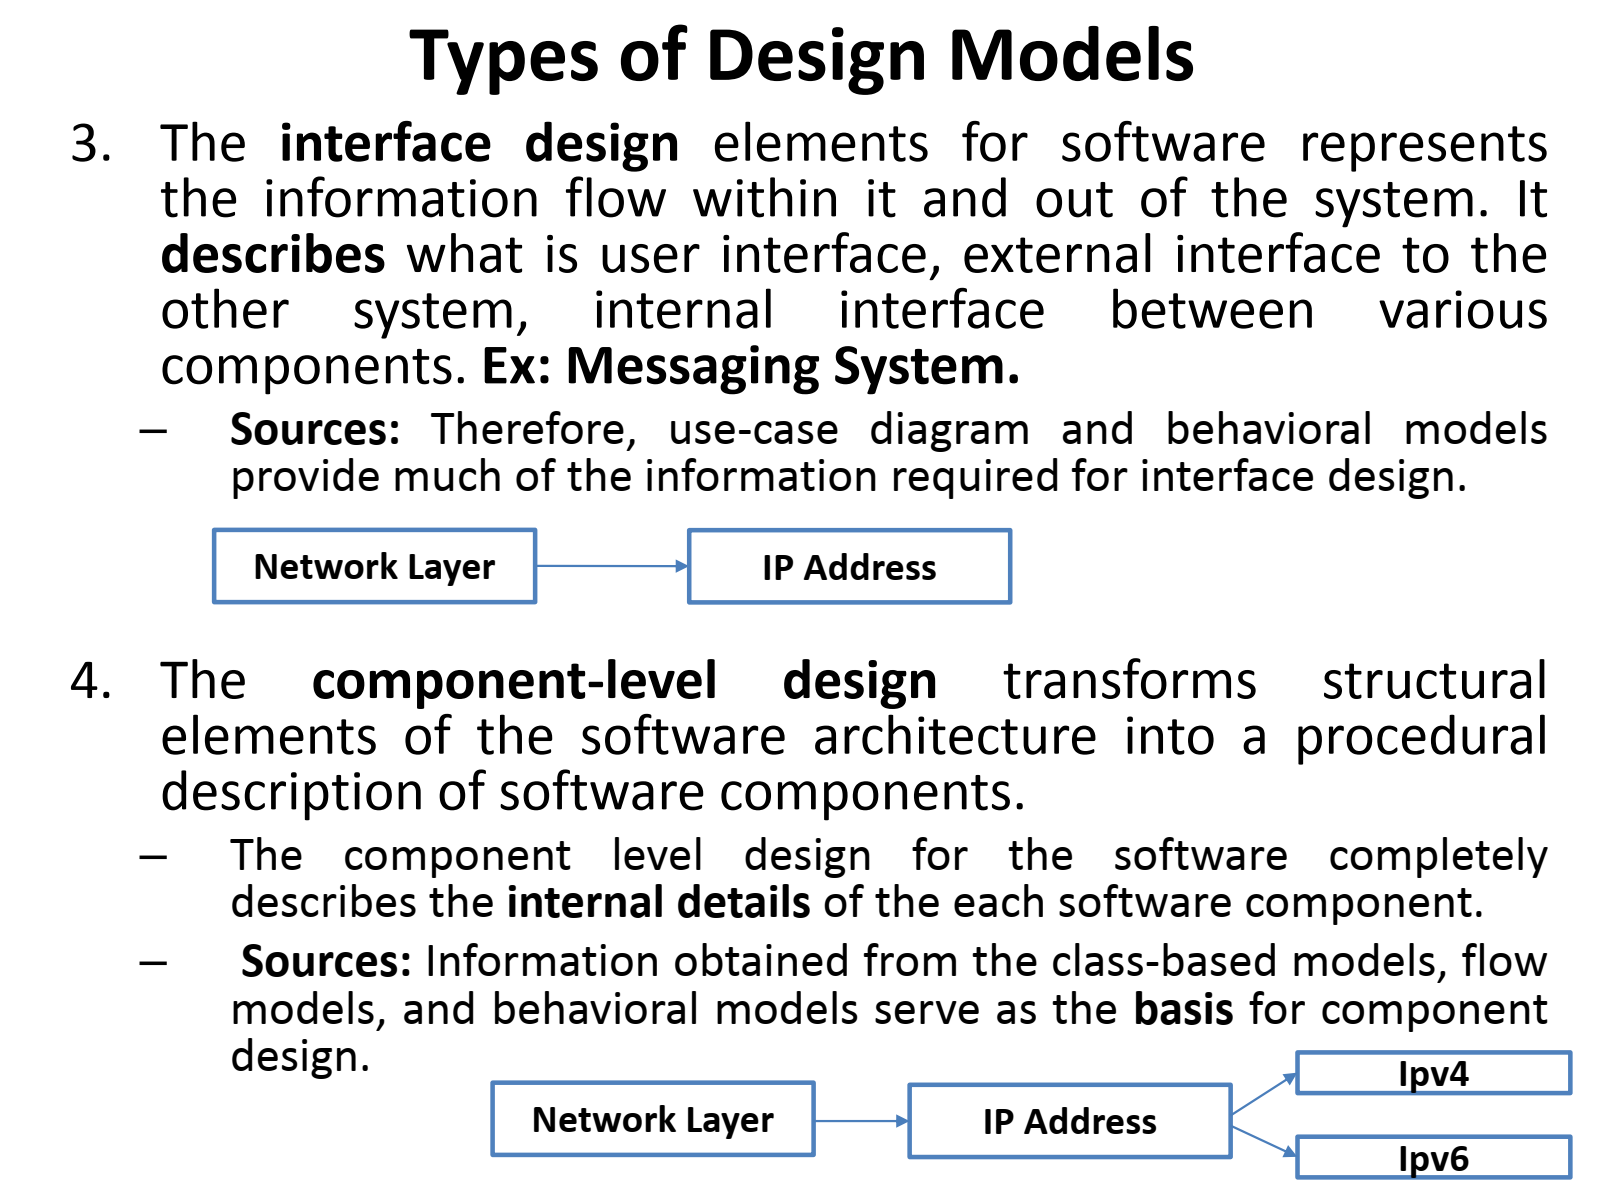 Types of Design Models
3. The interface design elements for software represents
the information flow within it and out of the system. It
describes what is user interface, external interface to the
other system, internal interface between various
components. Ex: Messaging System.
– Sources: Therefore, use-case diagram and behavioral models
provide much of the information required for interface design.
Network Layer
IP Address
4. The component-level design transforms structural
elements of the software architecture into a procedural
description of software components.
– The component level design for the software completely
describes the internal details of the each software component.
– Sources: Information obtained from the class-based models, flow
models, and behavioral models serve as the basis for component
design.
Network Layer
IP Address
Ipv4
Ipv6